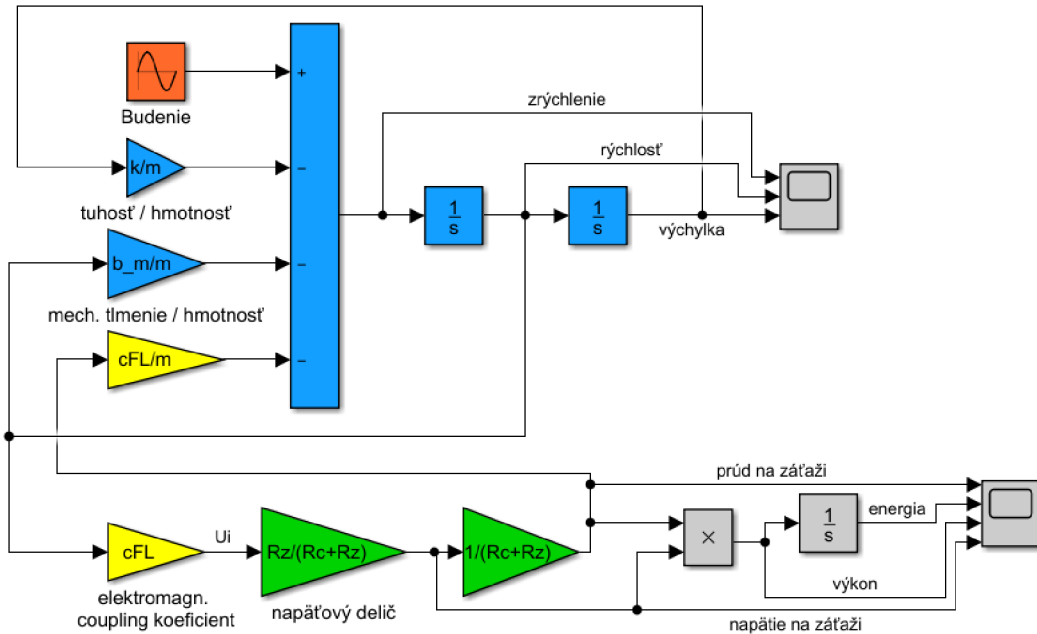 zrýchlenie
+
Budenie
rýchlosť
k/m
−
tuhosť / hmotnosť
1
s
1
s
výchylka
b_m/m
−
mech. tlmenie / hmotnosť
cFL/m
−
prúd na záťaži
energia
cFL
Ui
Rz/(Rc+Rz)
1/(Rc+Rz)
×
1
s
výkon
elektromagn.
coupling koeficient
napäťový delič
napätie na záťaži